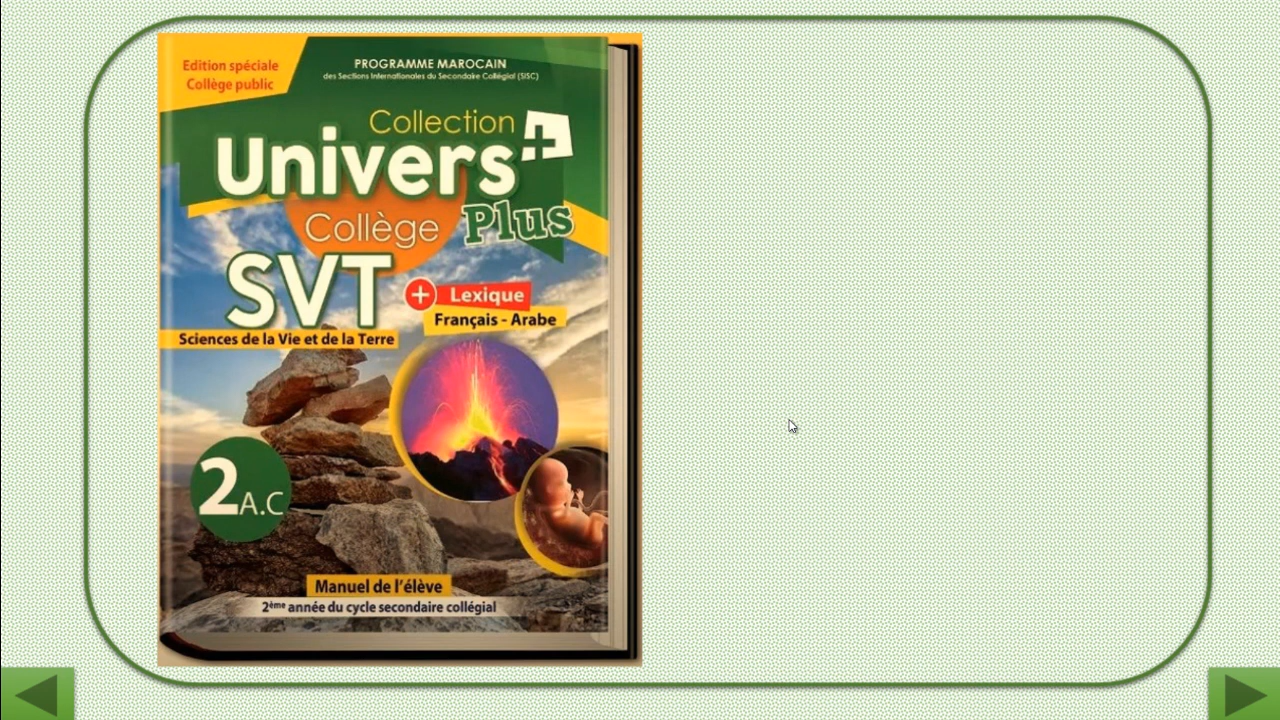 Edition spéciale
Collège public
PROGRAMME MAROCAIN
des Sections Internationales du Secondaire Collégial (SISC)
Collection
Univers +
Collège Plus
SVT
+ Lexique
Français - Arabe
Sciences de la Vie et de la Terre
2 A.C
Manuel de l'élève
2ème année du cycle secondaire collégial